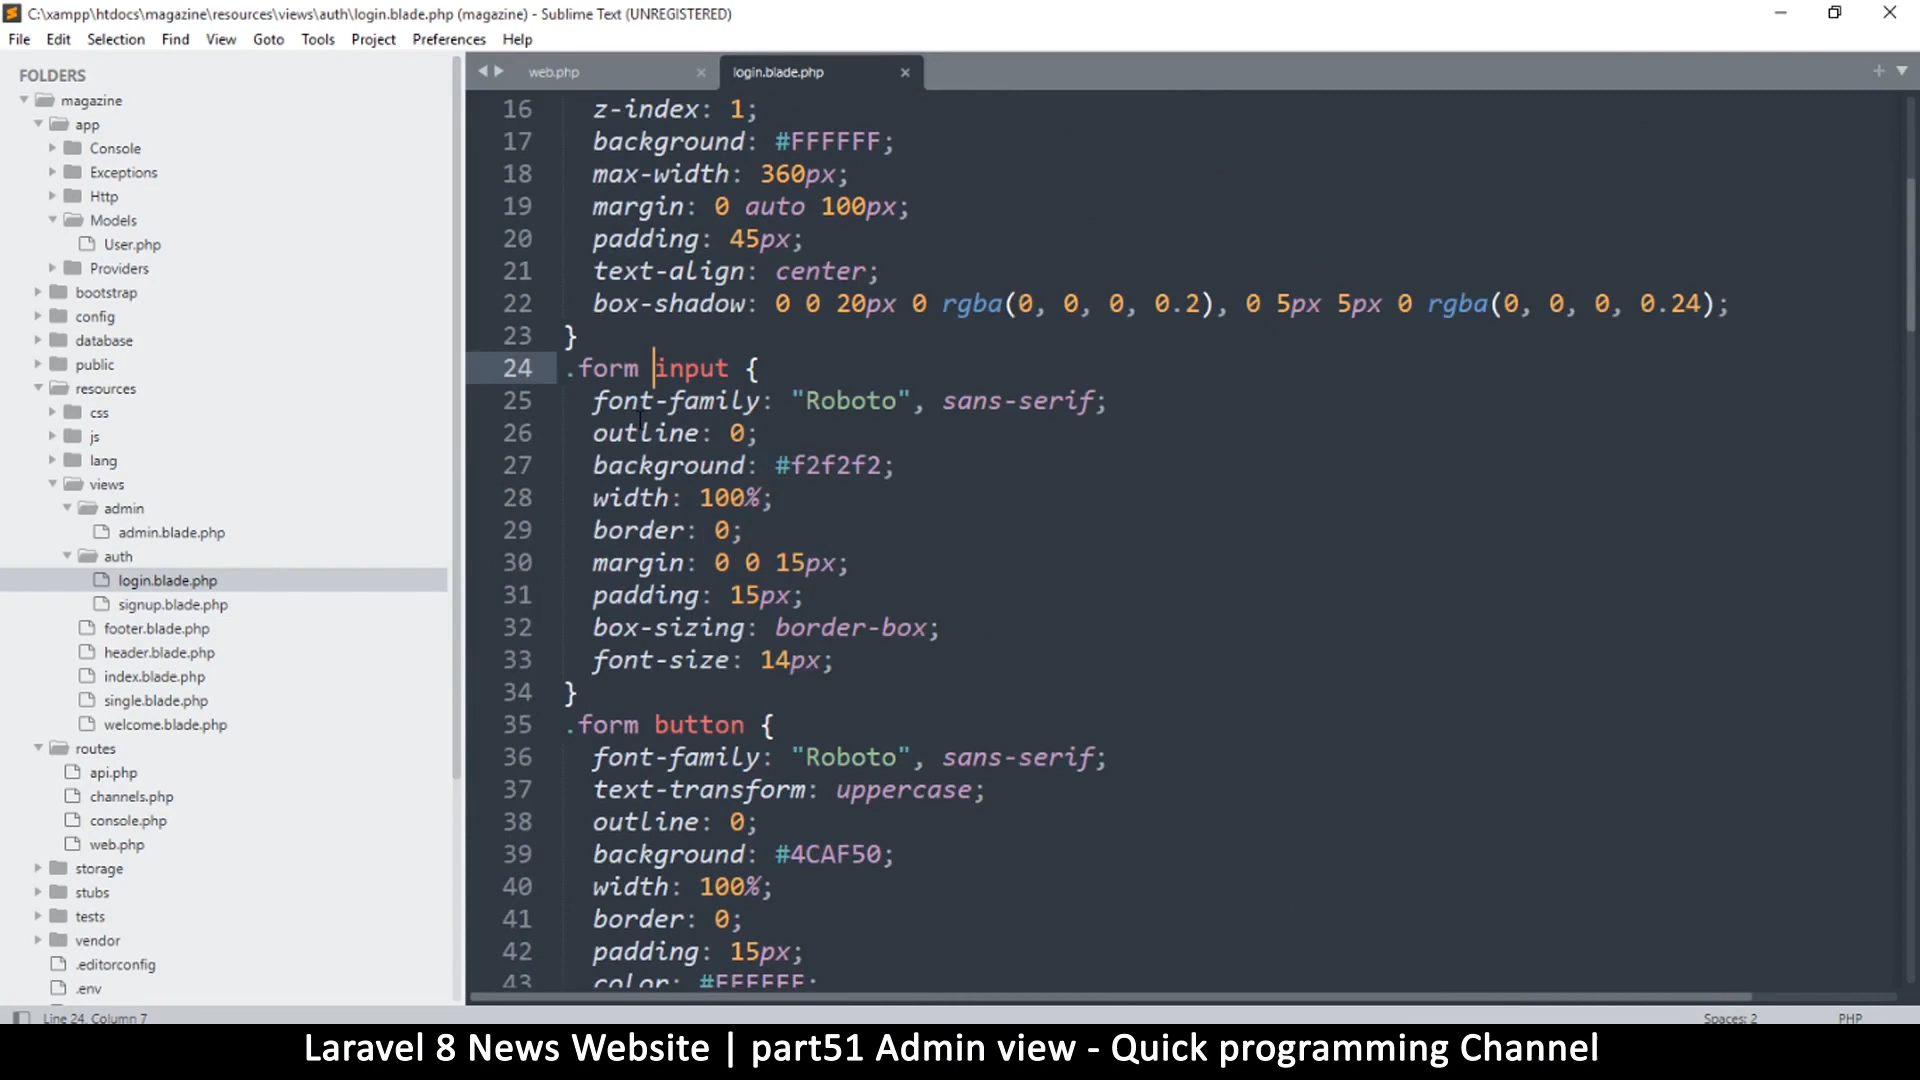 C:\xampp\htdocs\magazine\resources\views\auth\login.blade.php (magazine) - Sublime Text (UNREGISTERED)
File Edit Selection Find View Goto Tools Project Preferences Help
FOLDERS
magazine
app
Console
Exceptions
Http
Models
User.php
Providers
bootstrap
config
database
public
resources
css
js
lang
views
admin
admin.blade.php
auth
login.blade.php
signup.blade.php
footer.blade.php
header.blade.php
index.blade.php
single.blade.php
welcome.blade.php
routes
api.php
channels.php
console.php
web.php
storage
stubs
tests
vendor
.editorconfig
.env
web.php login.blade.php
16 z-index: 1;
17 background: #FFFFFF;
18 max-width: 360px;
19 margin: 0 auto 100px;
20 padding: 45px;
21 text-align: center;
22 box-shadow: 0 0 20px 0 rgba(0, 0, 0, 0.2), 0 5px 5px 0 rgba(0, 0, 0, 0.24);
23 }
24 .form input {
25 font-family: "Roboto", sans-serif;
26 outline: 0;
27 background: #f2f2f2;
28 width: 100%;
29 border: 0;
30 margin: 0 0 15px;
31 padding: 15px;
32 box-sizing: border-box;
33 font-size: 14px;
34 }
35 .form button {
36 font-family: "Roboto", sans-serif;
37 text-transform: uppercase;
38 outline: 0;
39 background: #4CAF50;
40 width: 100%;
41 border: 0;
42 padding: 15px;
43 color: #FFFFFF;
Line 24, Column 7 Spaces: 2 PHP
Laravel 8 News Website | part51 Admin view - Quick programming Channel